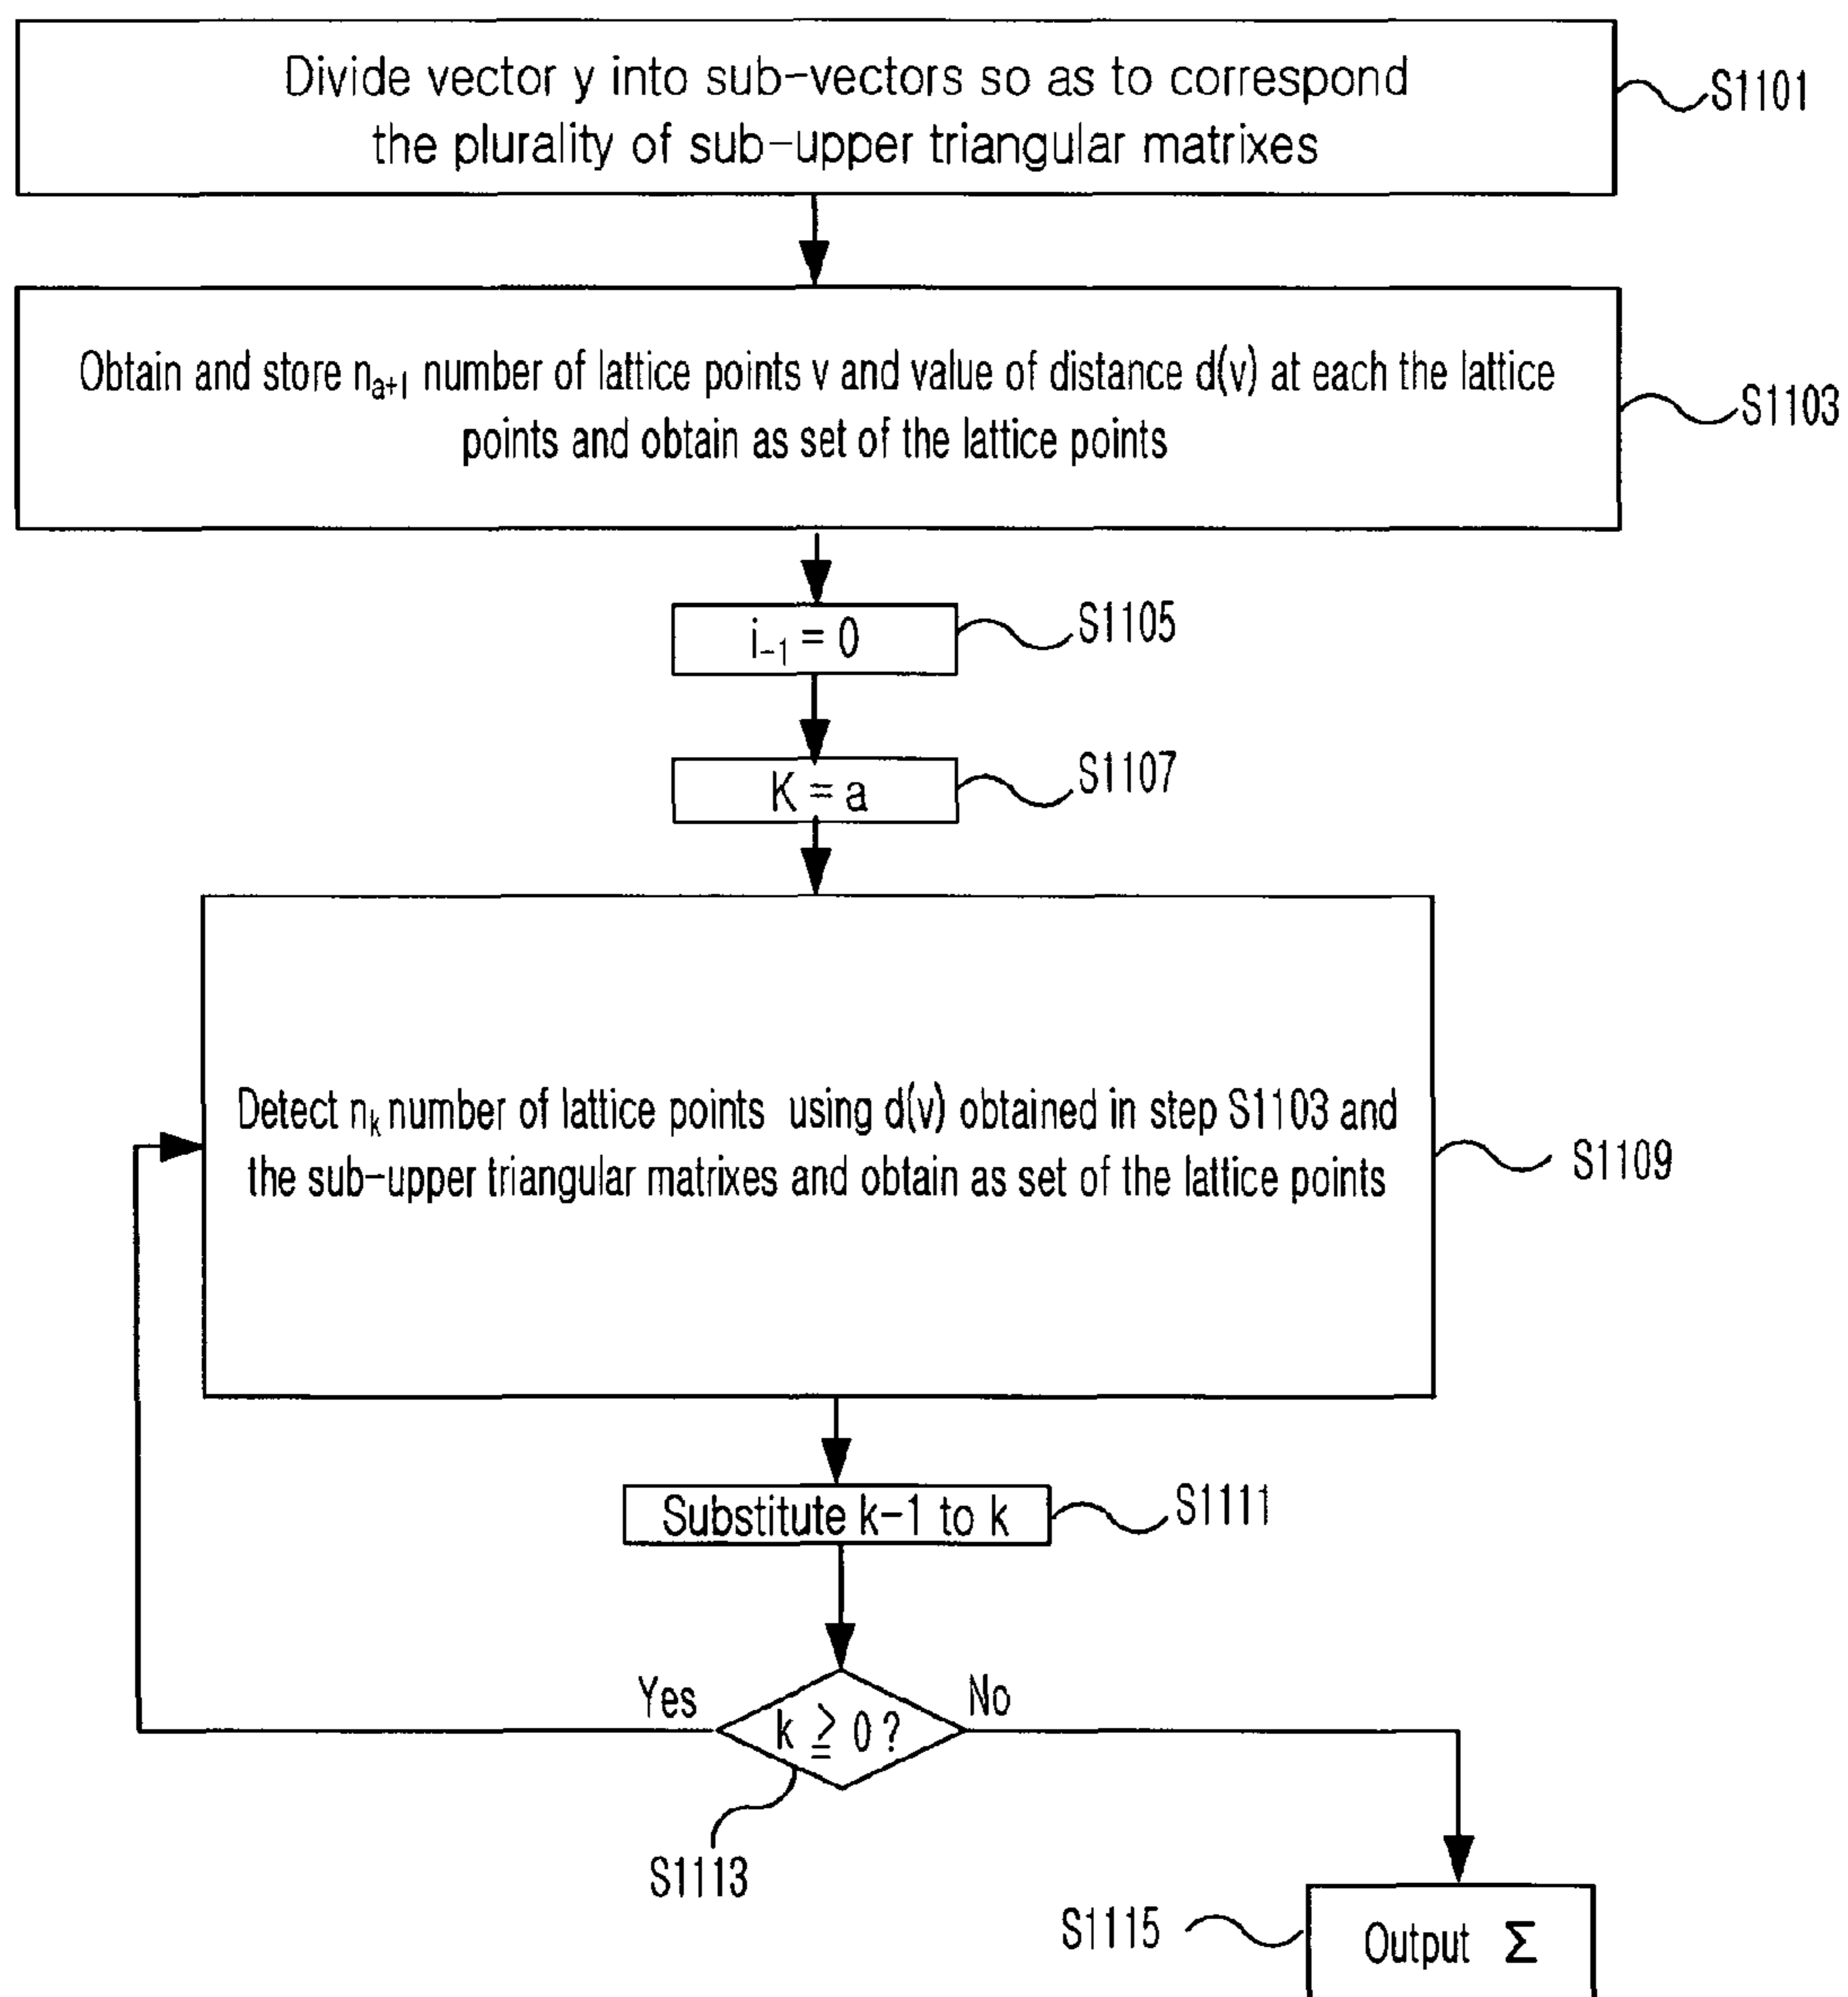 Divide vector y into sub-vectors so as to correspond
the plurality of sub-upper triangular matrixes
S1101
Obtain and store nₐ₊₁ number of lattice points v and value of distance d(v) at each the lattice
points and obtain as set of the lattice points
S1103
i₋₁ = 0
S1105
K = a
S1107
Detect nₖ number of lattice points using d(v) obtained in step S1103 and
the sub-upper triangular matrixes and obtain as set of the lattice points
S1109
Substitute k-1 to k
S1111
Yes
k ≧ 0 ?
No
S1113
S1115
Output Σ